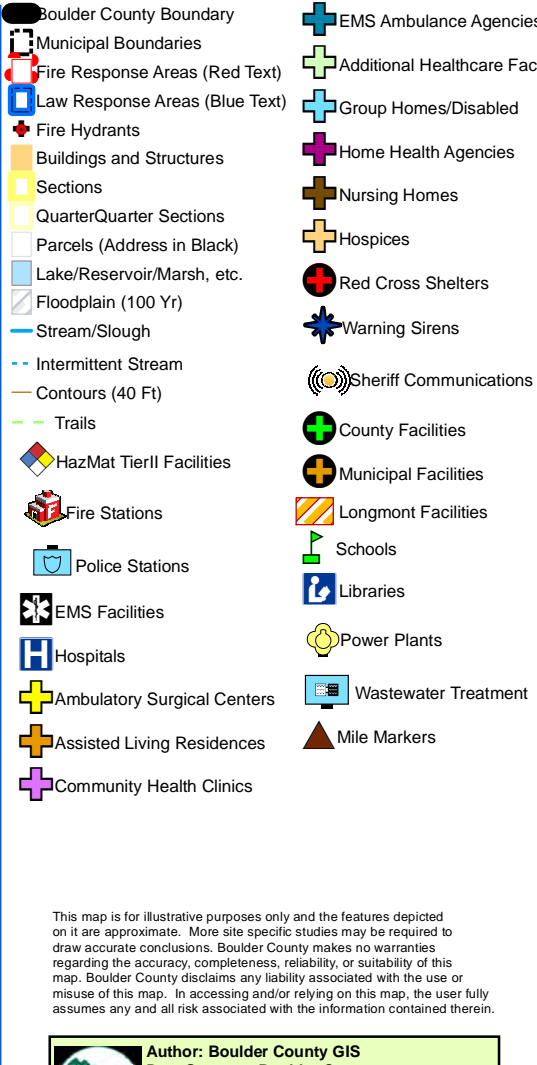 Boulder County Boundary
Municipal Boundaries
Fire Response Areas (Red Text)
Law Response Areas (Blue Text)
Fire Hydrants
Buildings and Structures
Sections
QuarterQuarter Sections
Parcels (Address in Black)
Lake/Reservoir/Marsh, etc.
Floodplain (100 Yr)
Stream/Slough
Intermittent Stream
Contours (40 Ft)
Trails
HazMat TierII Facilities
Fire Stations
Police Stations
EMS Facilities
H Hospitals
Ambulatory Surgical Centers
Assisted Living Residences
Community Health Clinics
EMS Ambulance Agencies
Additional Healthcare Fac
Group Homes/Disabled
Home Health Agencies
Nursing Homes
Hospices
Red Cross Shelters
Warning Sirens
Sheriff Communications
County Facilities
Municipal Facilities
Longmont Facilities
Schools
Libraries
Power Plants
Wastewater Treatment
Mile Markers
This map is for illustrative purposes only and the features depicted
on it are approximate. More site specific studies may be required to
draw accurate conclusions. Boulder County makes no warranties
regarding the accuracy, completeness, reliability, or suitability of this
map. Boulder County disclaims any liability associated with the use or
misuse of this map. In accessing and/or relying on this map, the user fully
assumes any and all risk associated with the information contained therein.
Author: Boulder County GIS